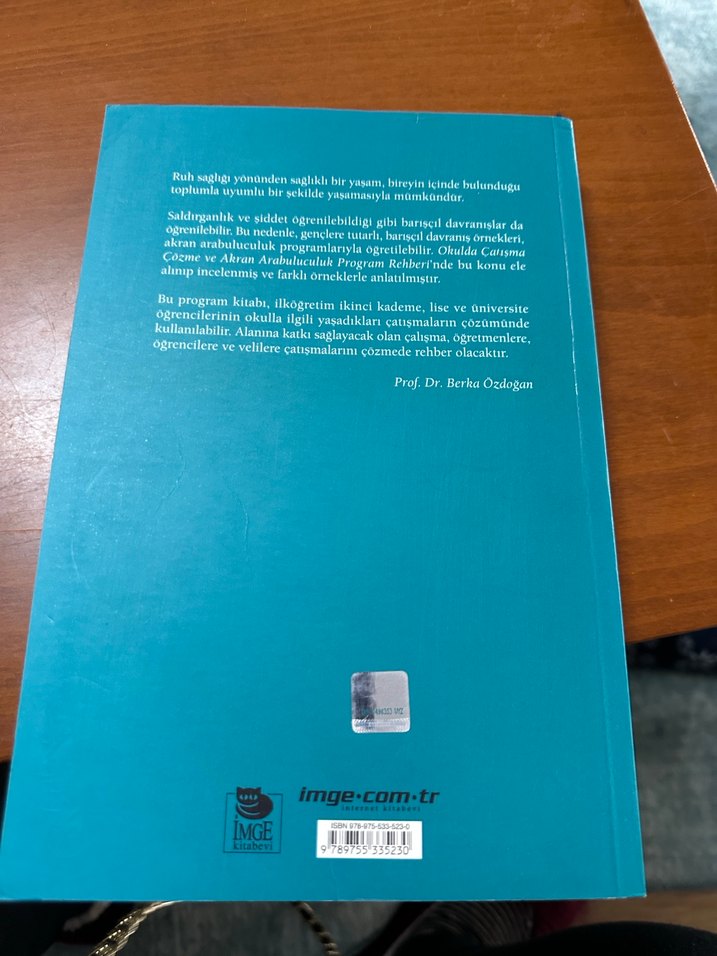 Ruh sağlığı yönünden sağlıklı bir yaşam, bireyin içinde bulunduğu
toplumla uyumlu bir şekilde yaşamasıyla mümkündür.
Saldırganlık ve şiddet öğrenilebildiği gibi barışçıl davranışlar da
öğrenilebilir. Bu nedenle, gençlere tutarlı, barışçıl davranış örnekleri,
akran arabuluculuk programlarıyla öğretilebilir. Okulda Çatışma
Çözme ve Akran Arabuluculuk Program Rehberi'nde bu konu ele
alınıp incelenmiş ve farklı örneklerle anlatılmıştır.
Bu program kitabı, ilköğretim ikinci kademe, lise ve üniversite
öğrencilerinin okulla ilgili yaşadıkları çatışmaların çözümünde
kullanılabilir. Alanına katkı sağlayacak olan çalışma, öğretmenlere,
öğrencilere ve velilere çatışmalarını çözmede rehber olacaktır.
Prof. Dr. Berka Özdoğan
İMGE
kitabevi
imge·com·tr
internet kitabevi
ISBN 978-975-533-523-0
9 789755 335230